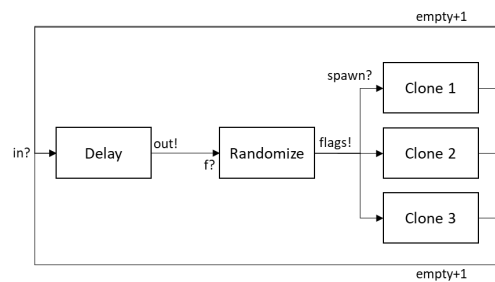 empty+1
spawn?
Clone 1
in?
Delay
out!
f?
Randomize
flags!
Clone 2
Clone 3
empty+1